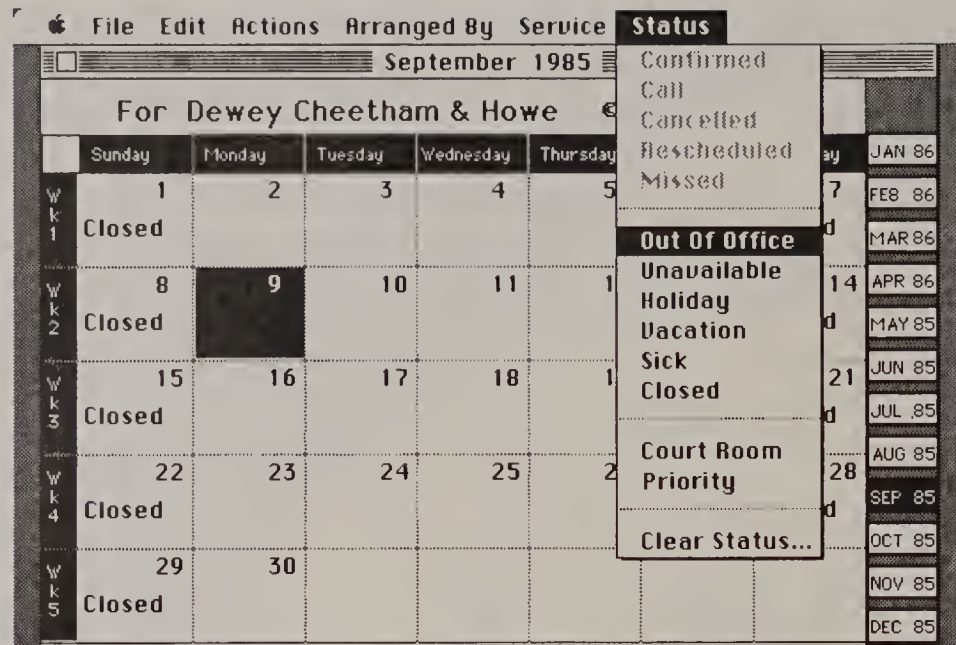 File Edit Actions Arranged By Service Status
September 1985
For Dewey Cheetham & Howe
Sunday Monday Tuesday Wednesday Thursday ay
Wk1 1 2 3 4 5 7
Closed d
Wk2 8 9 10 11 1 14
Closed d
Wk3 15 16 17 18 1 21
Closed d
Wk4 22 23 24 25 2 28
Closed d
Wk5 29 30
Closed
Confirmed
Call
Cancelled
Rescheduled
Missed
Out Of Office
Unavailable
Holiday
Vacation
Sick
Closed
Court Room
Priority
Clear Status...
JAN 86
FEB 86
MAR 86
APR 86
MAY 85
JUN 85
JUL 85
AUG 85
SEP 85
OCT 85
NOV 85
DEC 85